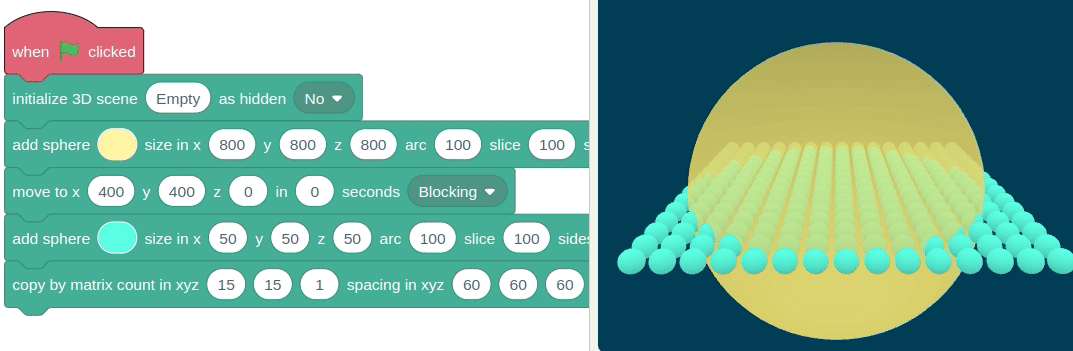 when clicked
initialize 3D scene Empty as hidden No
add sphere size in x 800 y 800 z 800 arc 100 slice 100 s
move to x 400 y 400 z 0 in 0 seconds Blocking
add sphere size in x 50 y 50 z 50 arc 100 slice 100 sides
copy by matrix count in xyz 15 15 1 spacing in xyz 60 60 60